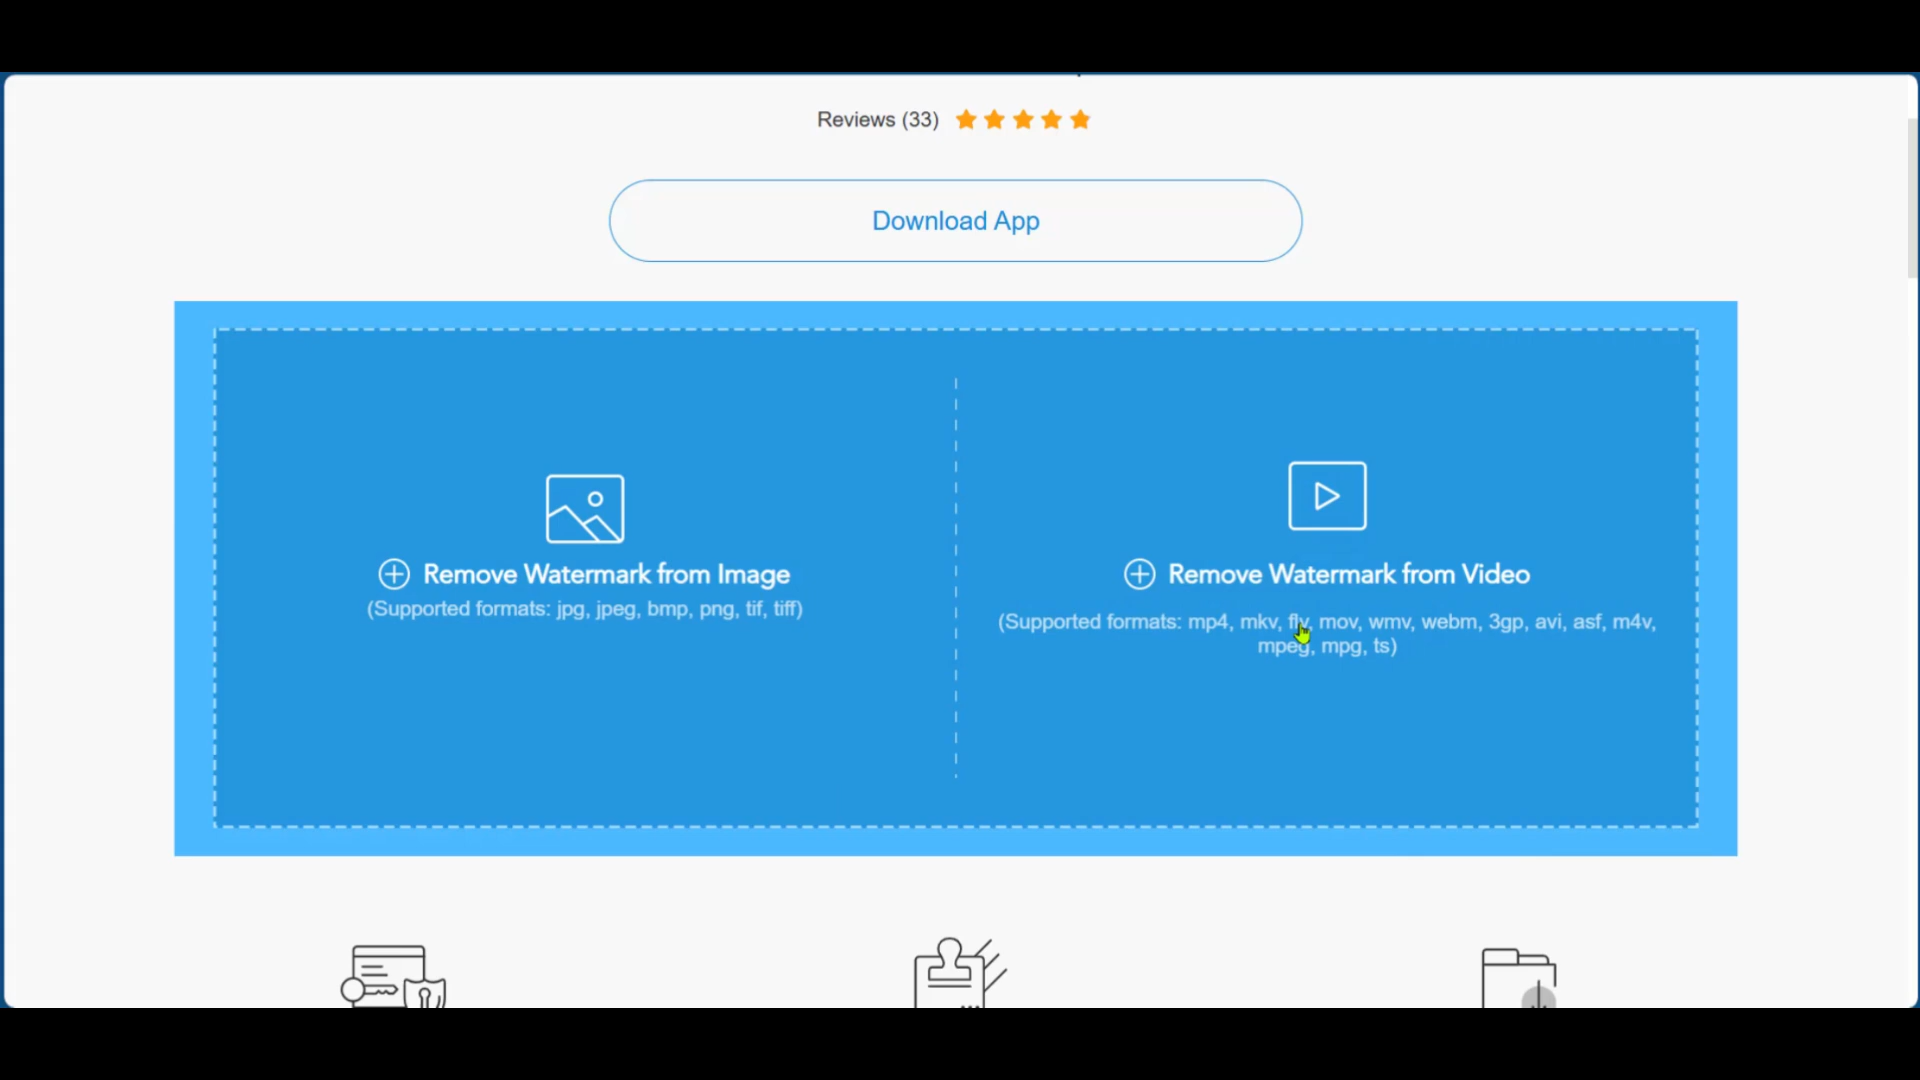 Reviews (33)
Download App
Remove Watermark from Image
(Supported formats: jpg, jpeg, bmp, png, tif, tiff)
Remove Watermark from Video
(Supported formats: mp4, mkv, flv, mov, wmv, webm, 3gp, avi, asf, m4v,
mpeg, mpg, ts)